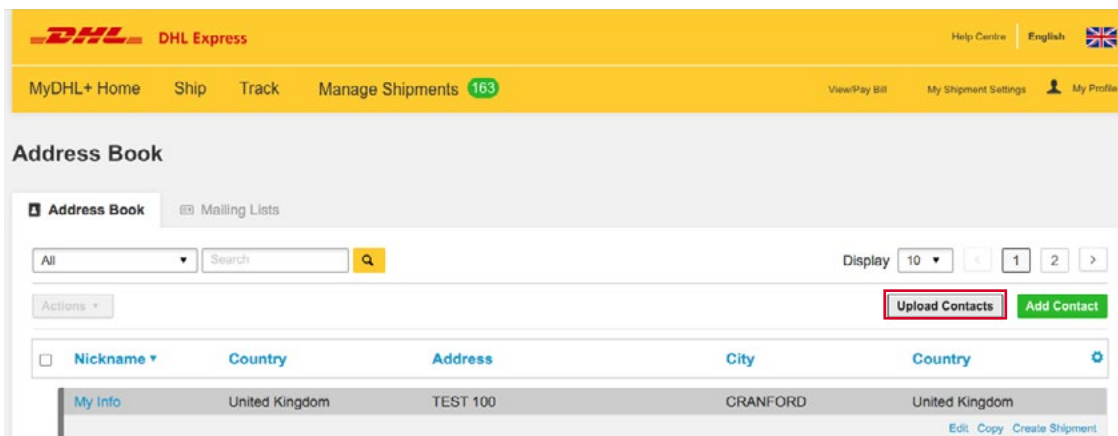 DHL DHL Express Help Centre English
MyDHL+ Home Ship Track Manage Shipments 163 View/Pay Bill My Shipment Settings My Profile
Address Book
Address Book Mailing Lists
All Search Display 10 < 1 2 >
Actions Upload Contacts Add Contact
Nickname Country Address City Country
My Info United Kingdom TEST 100 CRANFORD United Kingdom
Edit Copy Create Shipment